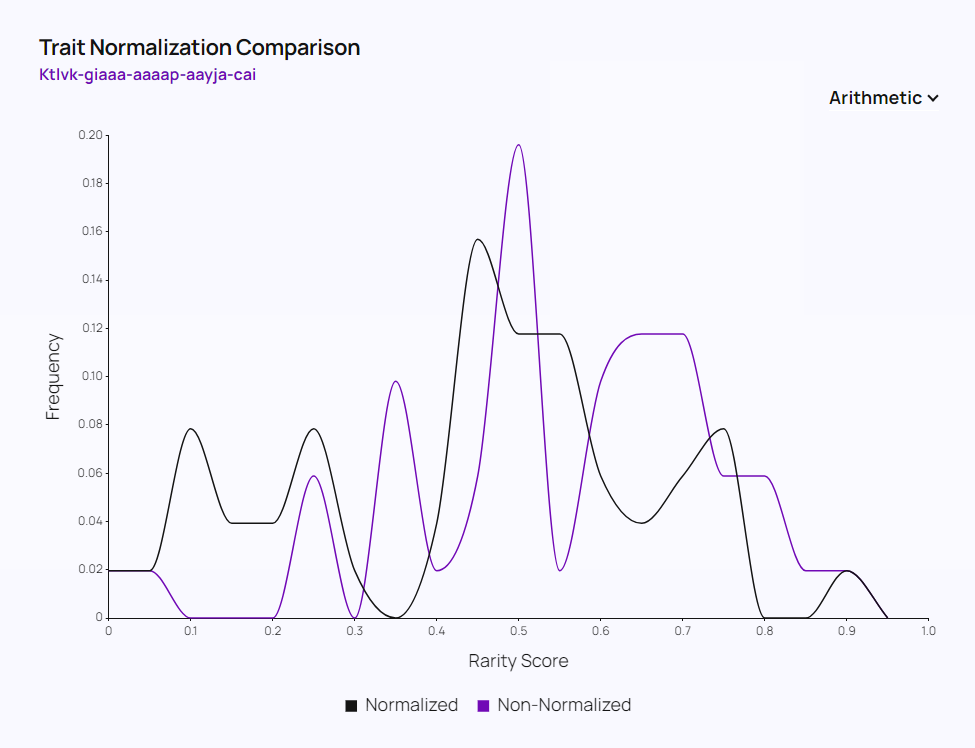 Trait Normalization Comparison
Ktlvk-giaaa-aaaap-aayja-cai
Arithmetic
0.20
0.18
0.16
0.14
0.12
0.10
0.08
0.06
0.04
0.02
0
Frequency
0 0.1 0.2 0.3 0.4 0.5 0.6 0.7 0.8 0.9 1.0
Rarity Score
Normalized Non-Normalized